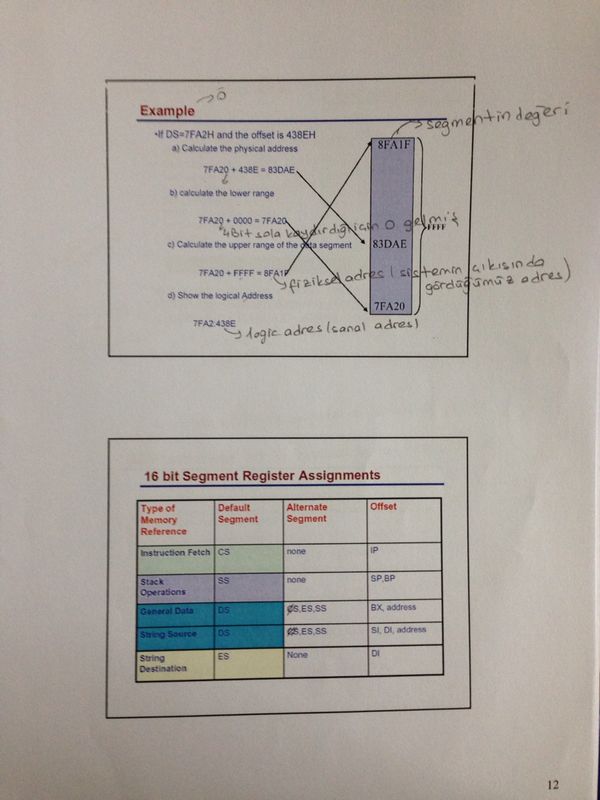 Example
Ö
segmentin değeri
•If DS=7FA2H and the offset is 438EH
a) Calculate the physical address
8FA1F
7FA20 + 438E = 83DAE
b) calculate the lower range
7FA20 + 0000 = 7FA20
4Bit sola kaydırdığı için 0 gelmiş
FFFF
c) Calculate the upper range of the data segment
83DAE
7FA20 + FFFF = 8FA1F
fiziksel adres (sistemin çıkışında
gördüğümüz adres)
d) Show the logical Address
7FA20
7FA2:438E
logic adres (sanal adres)
16 bit Segment Register Assignments
Type of Memory Reference Default Segment Alternate Segment Offset
Instruction Fetch CS none IP
Stack Operations SS none SP,BP
General Data DS CS,ES,SS BX, address
String Source DS CS,ES,SS SI, DI, address
String Destination ES None DI
12